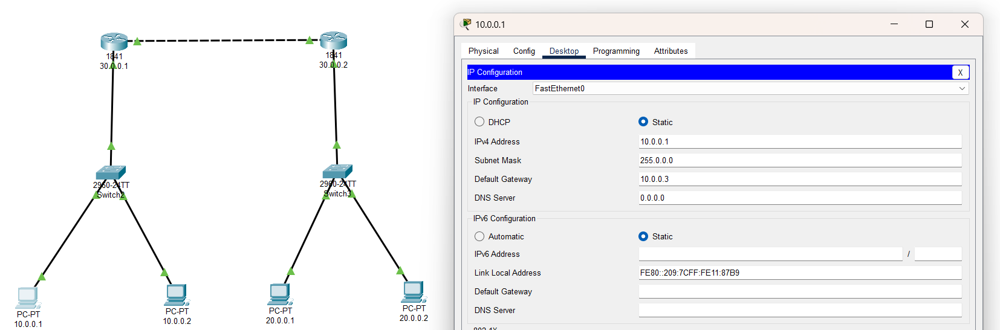 1841
30.0.0.1
1841
30.0.0.2
2960-24TT
Switch2
2960-24TT
Switch3
PC-PT
10.0.0.1
PC-PT
10.0.0.2
PC-PT
20.0.0.1
PC-PT
20.0.0.2
10.0.0.1
Physical Config Desktop Programming Attributes
IP Configuration X
Interface FastEthernet0
IP Configuration
DHCP Static
IPv4 Address 10.0.0.1
Subnet Mask 255.0.0.0
Default Gateway 10.0.0.3
DNS Server 0.0.0.0
IPv6 Configuration
Automatic Static
IPv6 Address /
Link Local Address FE80::209:7CFF:FE11:87B9
Default Gateway
DNS Server
802.1X